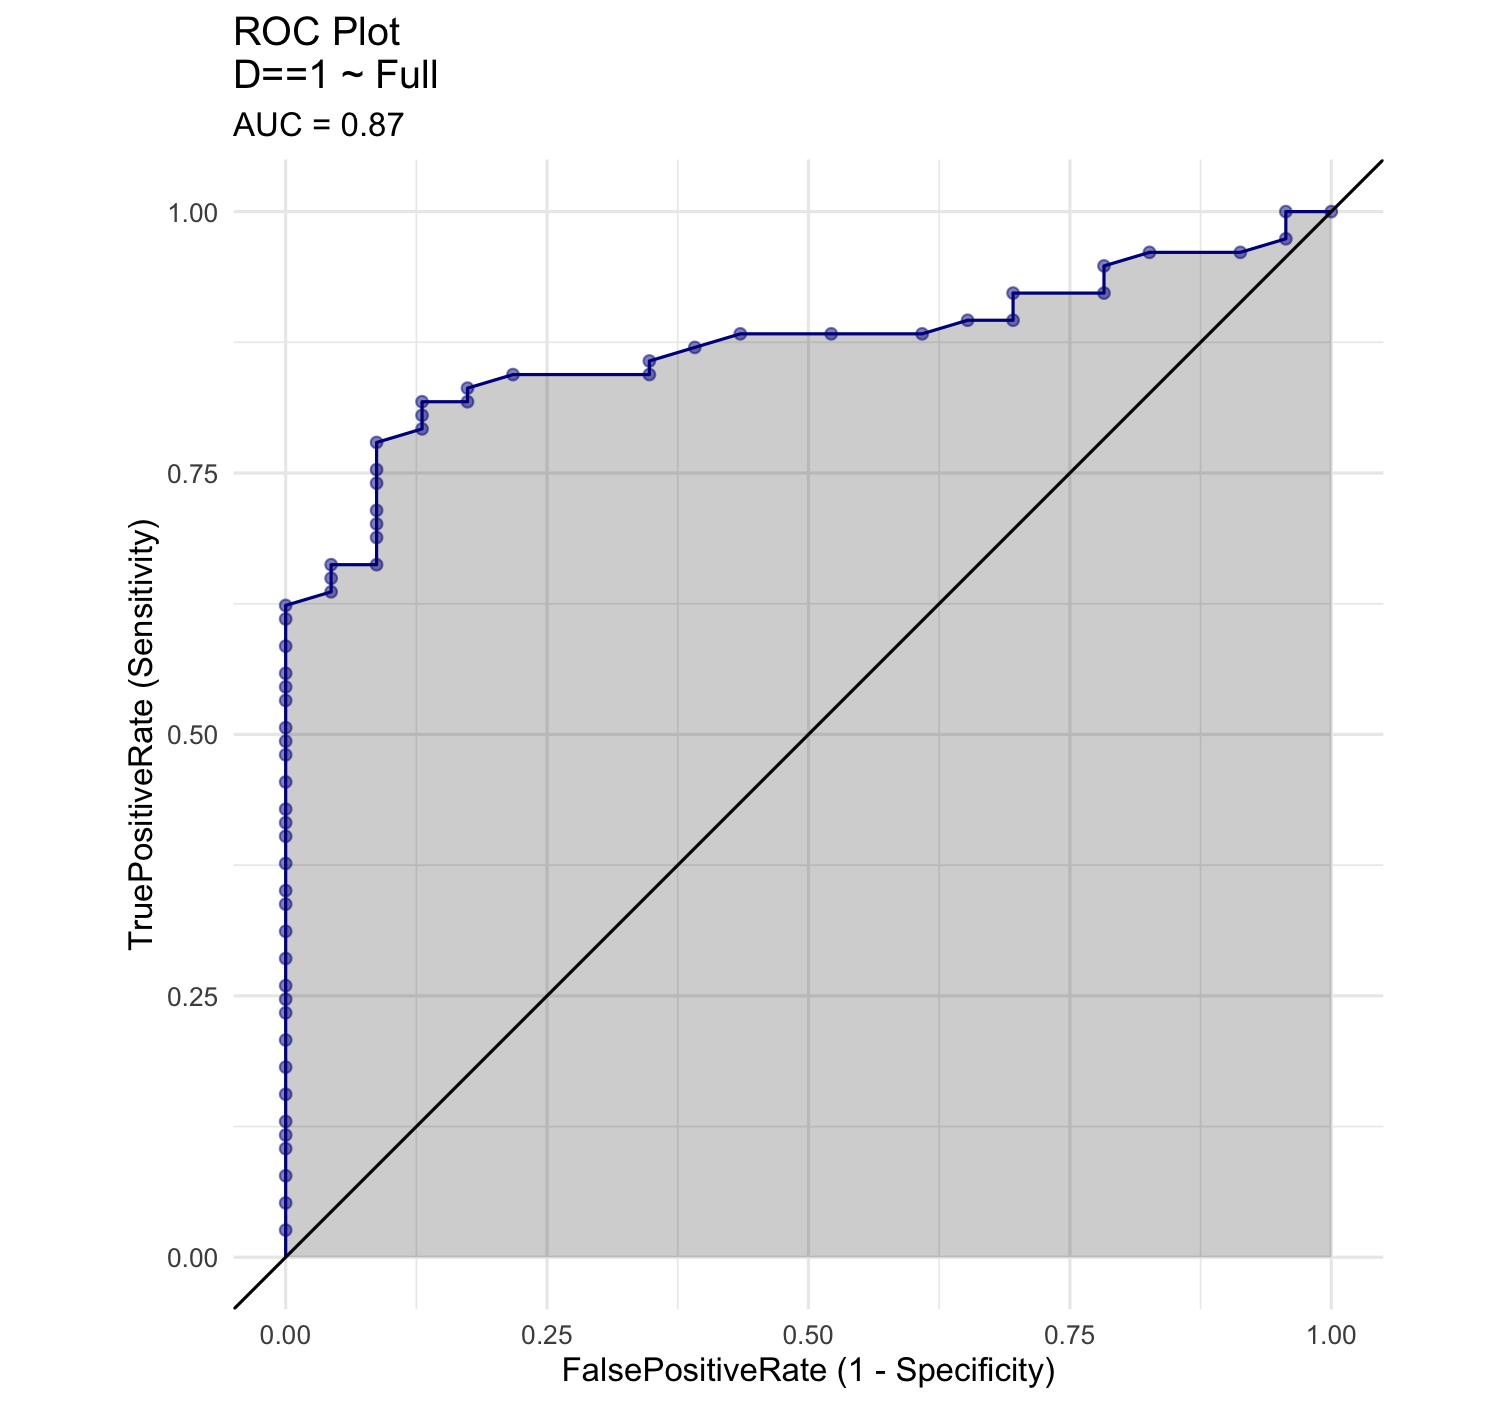 ROC Plot
D==1 ~ Full
AUC = 0.87
TruePositiveRate (Sensitivity)
1.00
0.75
0.50
0.25
0.00
0.00 0.25 0.50 0.75 1.00
FalsePositiveRate (1 - Specificity)